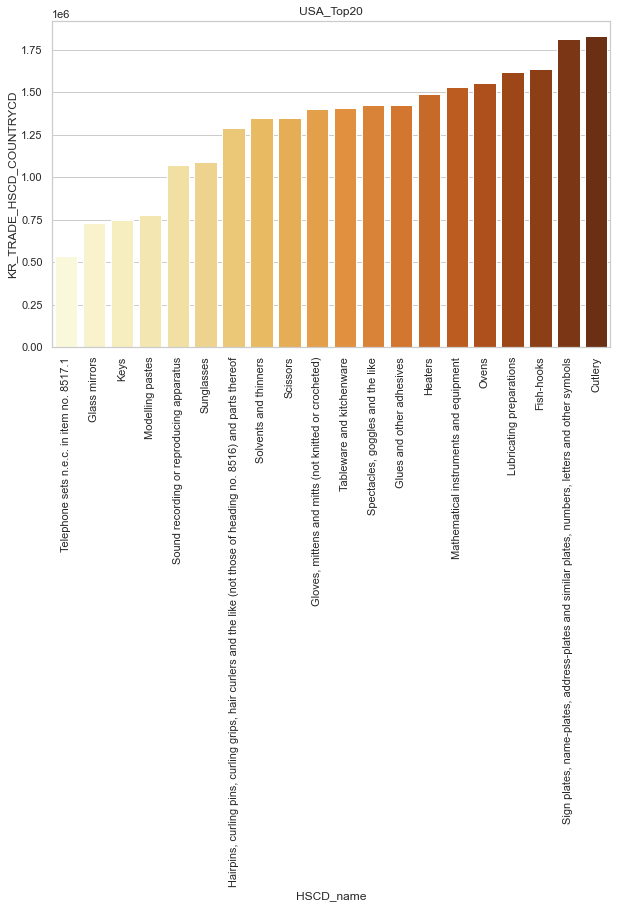 USA_Top20
1e6
1.75
1.50
1.25
1.00
0.75
0.50
0.25
0.00
KR_TRADE_HSCD_COUNTRYCD
Telephone sets n.e.c. in item no. 8517.1
Glass mirrors
Keys
Modelling pastes
Sound recording or reproducing apparatus
Sunglasses
Hairpins, curling pins, curling grips, hair curlers and the like (not those of heading no. 8516) and parts thereof
Solvents and thinners
Scissors
Gloves, mittens and mitts (not knitted or crocheted)
Tableware and kitchenware
Spectacles, goggles and the like
Glues and other adhesives
Heaters
Mathematical instruments and equipment
Ovens
Lubricating preparations
Fish-hooks
Sign plates, name-plates, address-plates and similar plates, numbers, letters and other symbols
Cutlery
HSCD_name